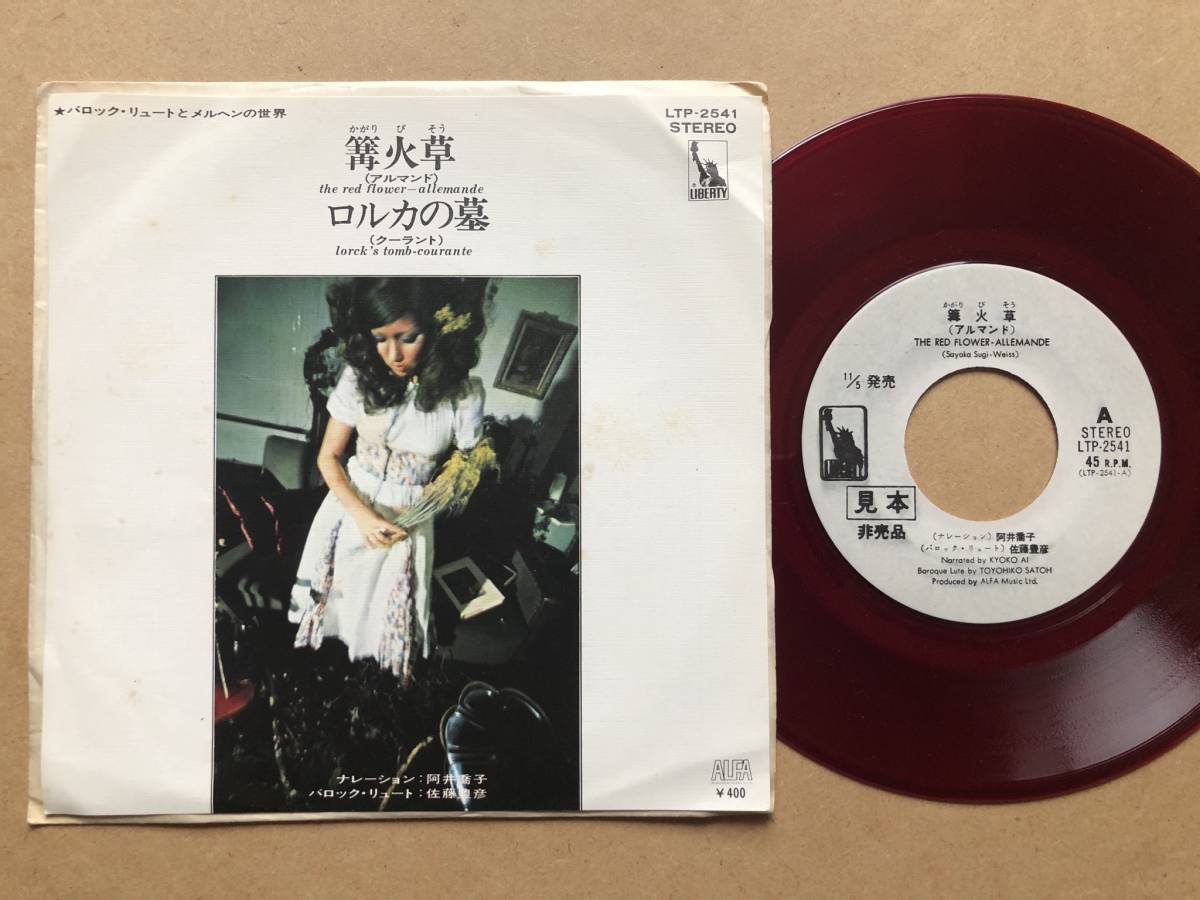 ★バロック・リュートとメルヘンの世界
LTP-2541
STEREO
LIBERTY
かがり び そう
篝火草
(アルマンド)
the red flower—allemande
ロルカの墓
(クーラント)
lorck's tomb-courante
ナレーション:阿井喬子
バロック・リュート:佐藤豊彦
ALFA
¥400
かがり び そう
篝火草
(アルマンド)
THE RED FLOWER-ALLEMANDE
(Sayoka Sugi-Weiss)
11/5 発売
A
STEREO
LTP-2541
45 R.P.M.
(LTP-2541-A)
LIBERTY
見本
非売品
(ナレーション) 阿井喬子
(バロック・リュート) 佐藤豊彦
Narrated by KYOKO AI
Baroque Lute by TOYOHIKO SATOH
Produced by ALFA Music Ltd.